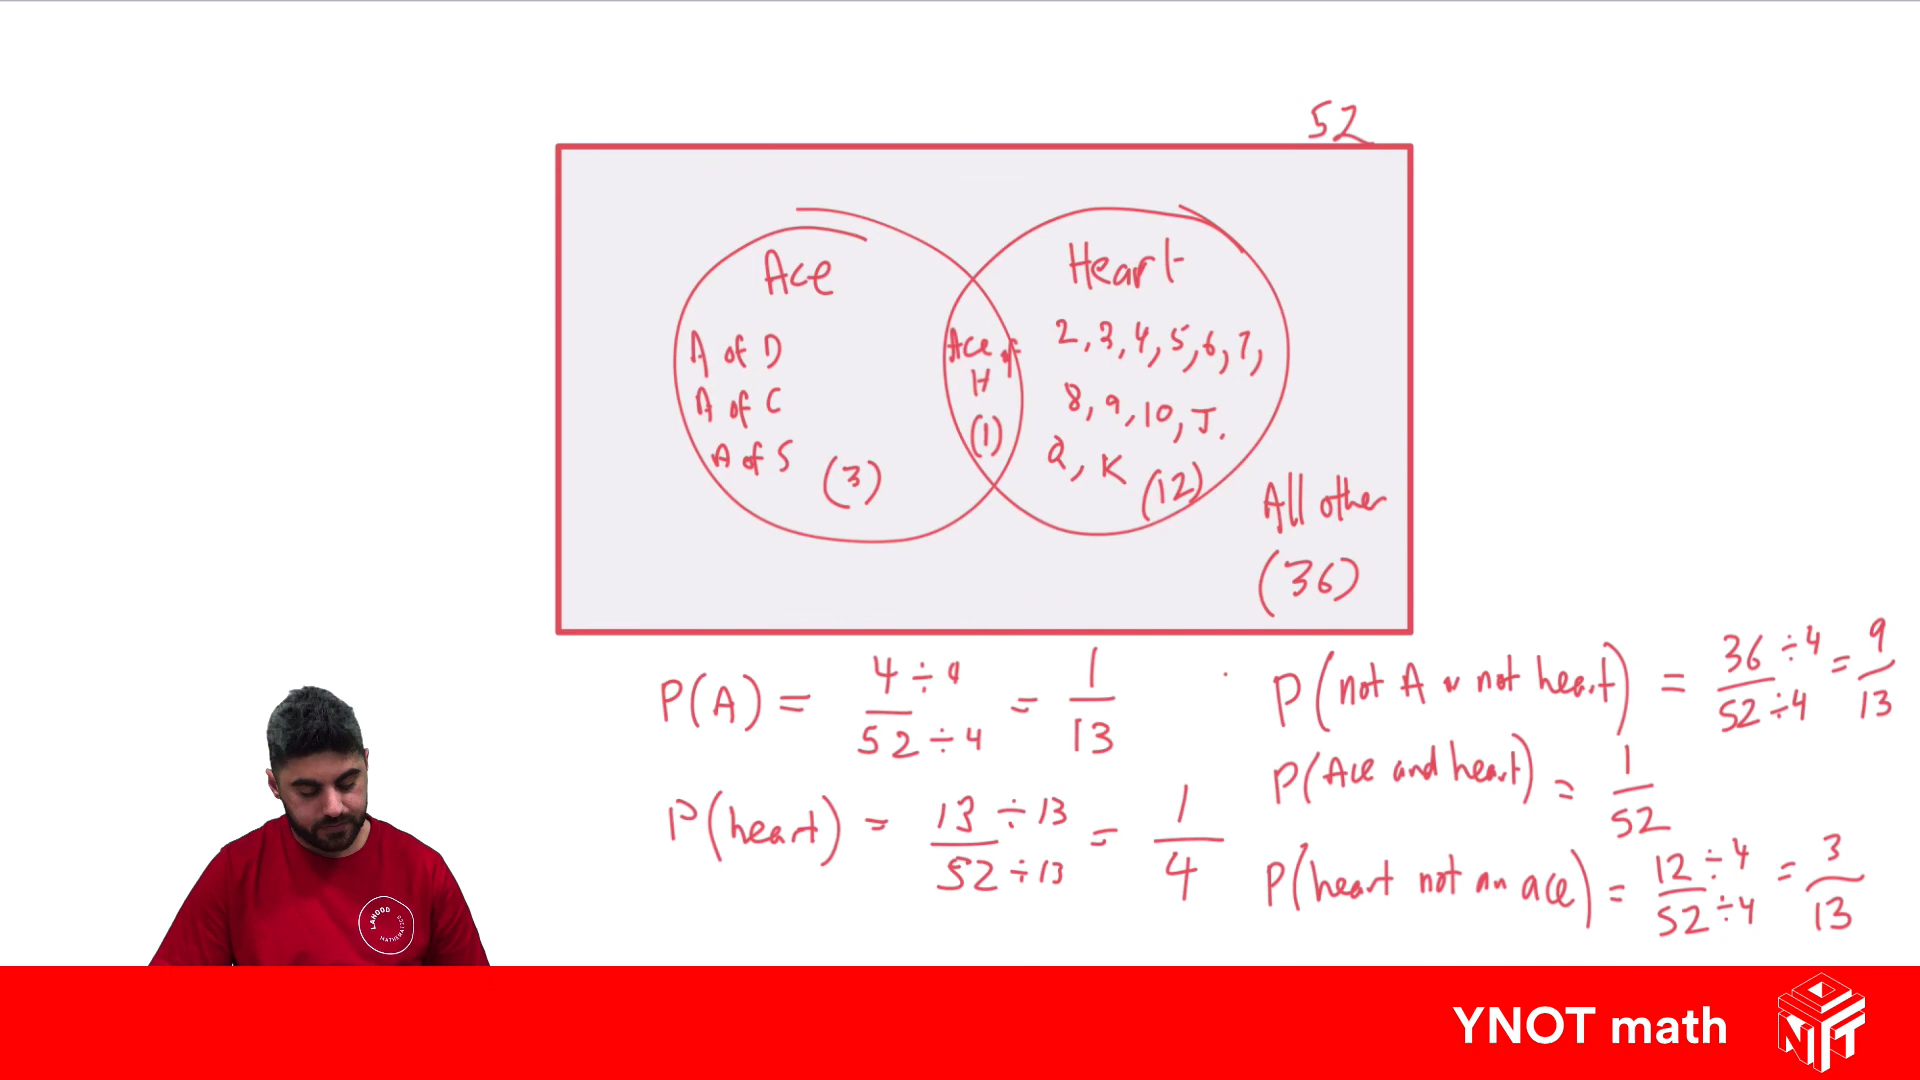 52
Ace
Heart
A of D
A of C
A of S (3)
Ace of
H
(1)
2, 3, 4, 5, 6, 7,
8, 9, 10, J.
Q, K (12)
All other
(36)
P(A) = 4 ÷ 4 / 52 ÷ 4 = 1 / 13
P(heart) = 13 ÷ 13 / 52 ÷ 13 = 1 / 4
P(not A or not heart) = 36 ÷ 4 / 52 ÷ 4 = 9 / 13
P(Ace and heart) = 1 / 52
P(heart not an ace) = 12 ÷ 4 / 52 ÷ 4 = 3 / 13
LAHOOD
MATHEMATICS
YNOT math
YNOT